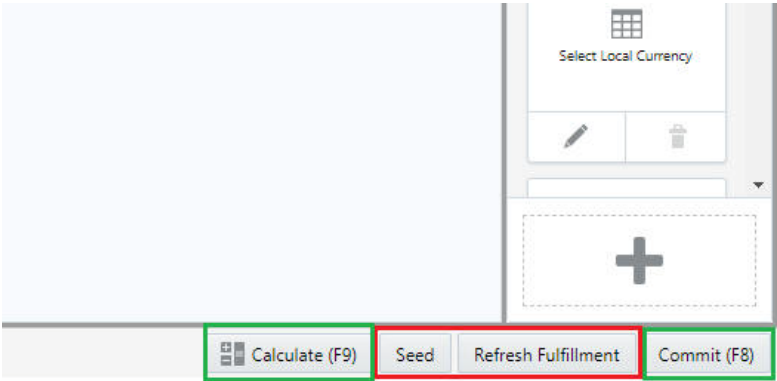 Select Local Currency
Calculate (F9) Seed Refresh Fulfillment Commit (F8)